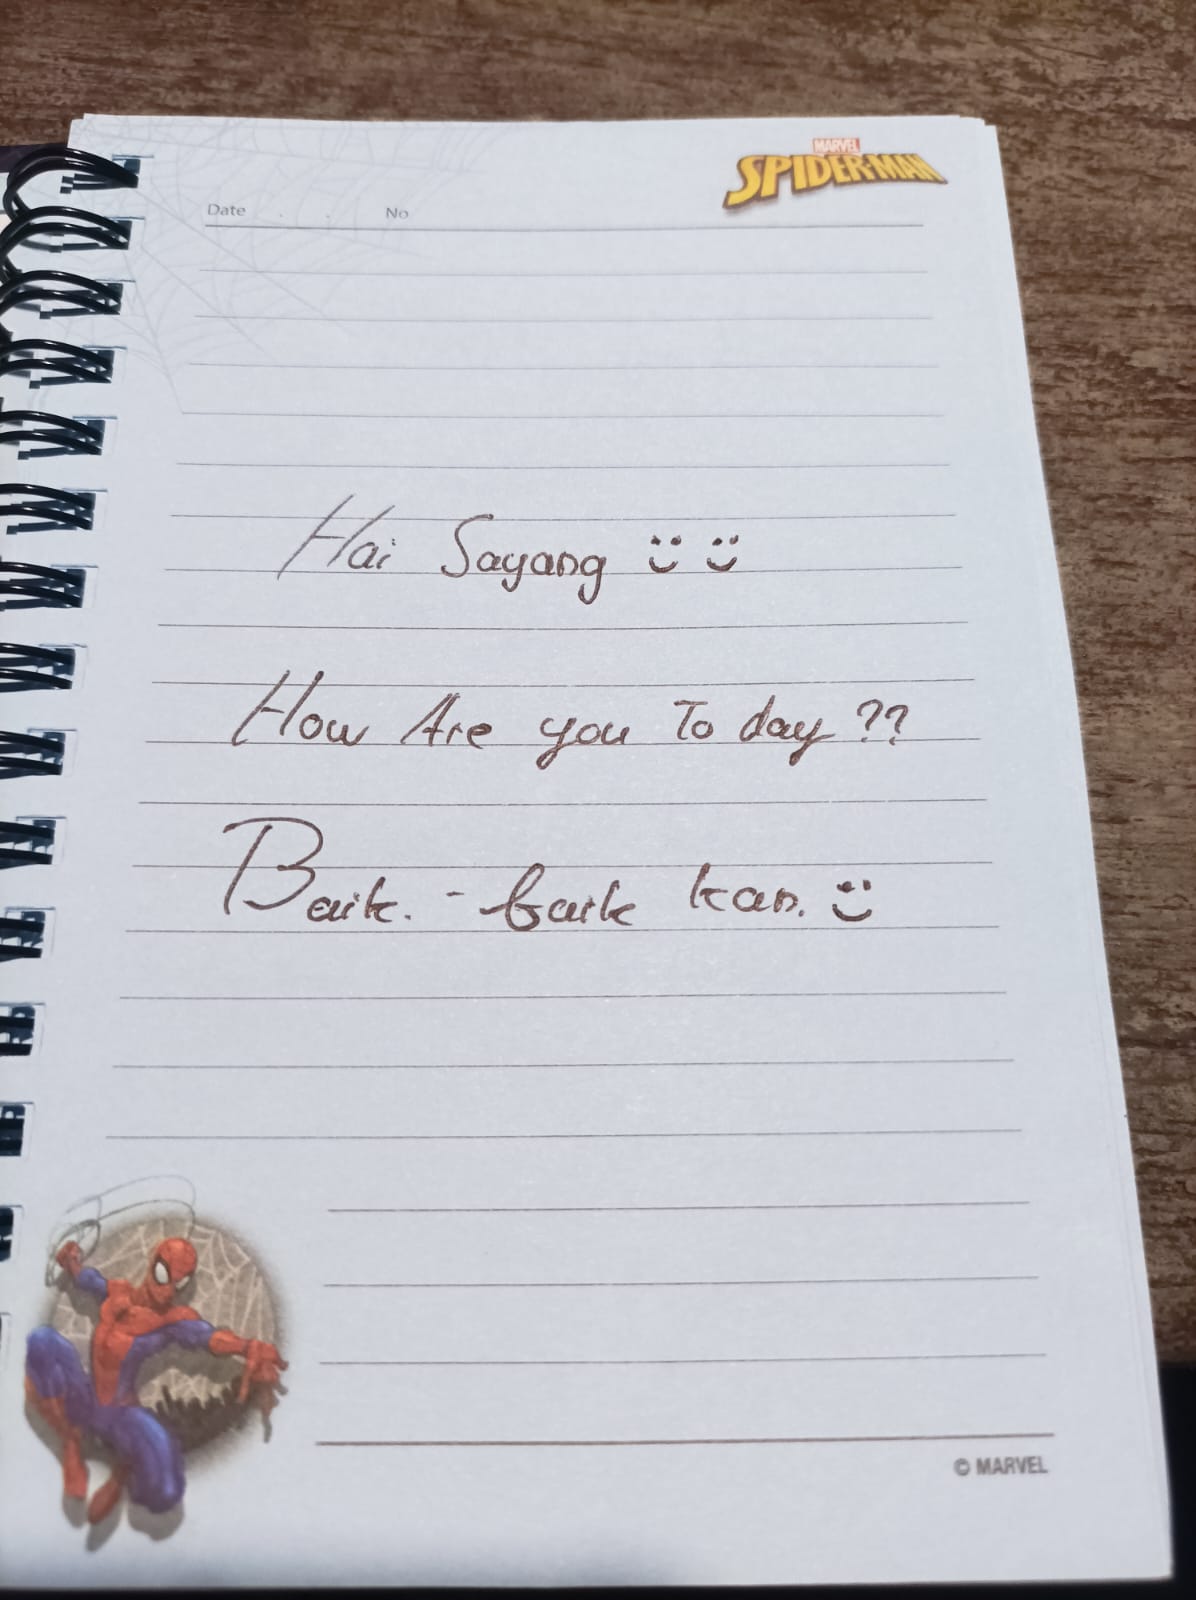 MARVEL
SPIDER-MAN
Date . . No
Hai Sayang
How Are you To day ??
Baik. - baik kan.
© MARVEL